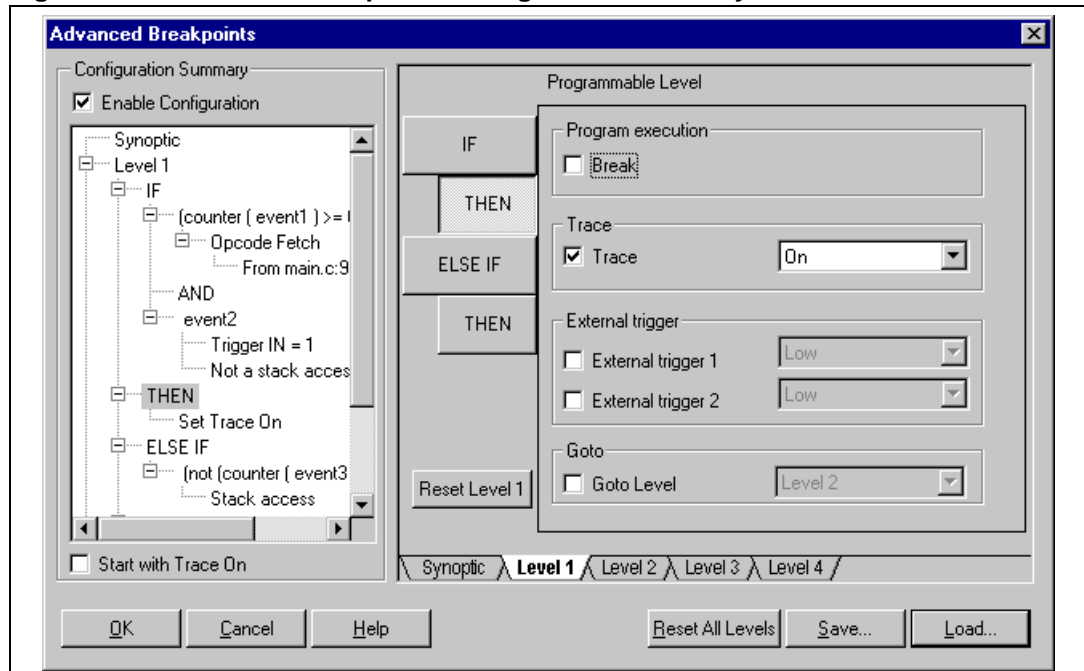 Advanced Breakpoints
Configuration Summary
Enable Configuration
Synoptic
Level 1
IF
(counter ( event1 ) >=
Opcode Fetch
From main.c:9
AND
event2
Trigger IN = 1
Not a stack acces
THEN
Set Trace On
ELSE IF
(not (counter ( event3
Stack access
Start with Trace On
Programmable Level
IF
THEN
ELSE IF
THEN
Reset Level 1
Program execution
Break
Trace
Trace On
External trigger
External trigger 1 Low
External trigger 2 Low
Goto
Goto Level Level 2
Synoptic Level 1 Level 2 Level 3 Level 4
OK Cancel Help Reset All Levels Save... Load...